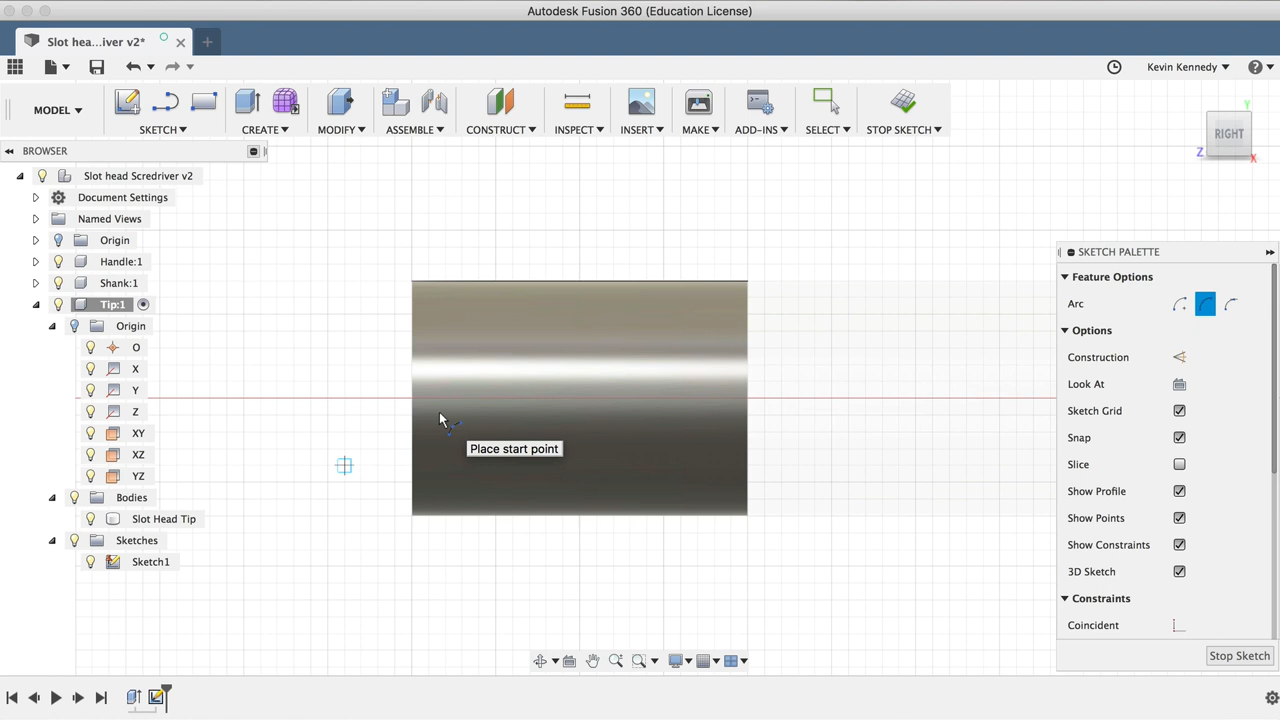 Autodesk Fusion 360 (Education License)
Slot hea...iver v2*
Kevin Kennedy
MODEL
SKETCH
CREATE
MODIFY
ASSEMBLE
CONSTRUCT
INSPECT
INSERT
MAKE
ADD-INS
SELECT
STOP SKETCH
BROWSER
Slot head Scredriver v2
Document Settings
Named Views
Origin
Handle:1
Shank:1
Tip:1
Origin
O
X
Y
Z
XY
XZ
YZ
Bodies
Slot Head Tip
Sketches
Sketch1
Place start point
Y
RIGHT
Z
X
SKETCH PALETTE
Feature Options
Arc
Options
Construction
Look At
Sketch Grid
Snap
Slice
Show Profile
Show Points
Show Constraints
3D Sketch
Constraints
Coincident
Stop Sketch